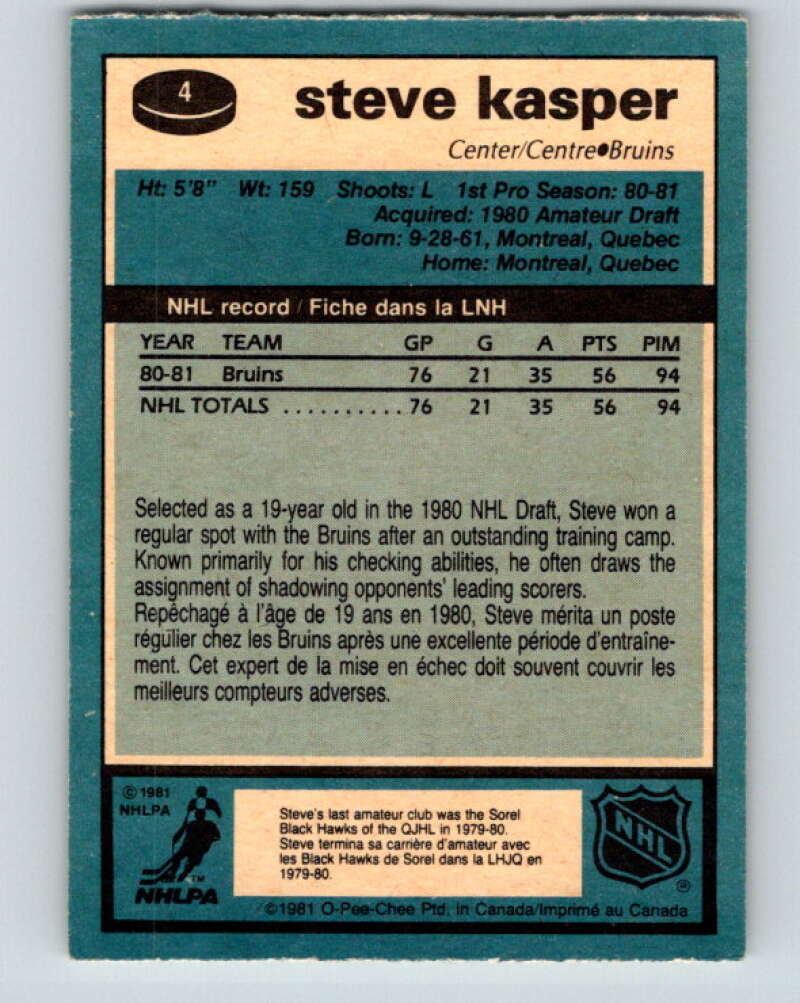 4
steve kasper
Center/Centre●Bruins
Ht: 5'8" Wt: 159 Shoots: L 1st Pro Season: 80-81
Acquired: 1980 Amateur Draft
Born: 9-28-61, Montreal, Quebec
Home: Montreal, Quebec
NHL record / Fiche dans la LNH
YEAR TEAM GP G A PTS PIM
80-81 Bruins 76 21 35 56 94
NHL TOTALS .......... 76 21 35 56 94
Selected as a 19-year old in the 1980 NHL Draft, Steve won a
regular spot with the Bruins after an outstanding training camp.
Known primarily for his checking abilities, he often draws the
assignment of shadowing opponents' leading scorers.
Repêchagé à l'âge de 19 ans en 1980, Steve mérita un poste
régulier chez les Bruins après une excellente période d'entraîne-
ment. Cet expert de la mise en échec doit souvent couvrir les
meilleurs compteurs adverses.
© 1981
NHLPA
TM
NHLPA
Steve's last amateur club was the Sorel
Black Hawks of the QJHL in 1979-80.
Steve termina sa carrière d'amateur avec
les Black Hawks de Sorel dans la LHJQ en
1979-80.
NHL
®
©1981 O-Pee-Chee Ptd. in Canada/Imprimé au Canada